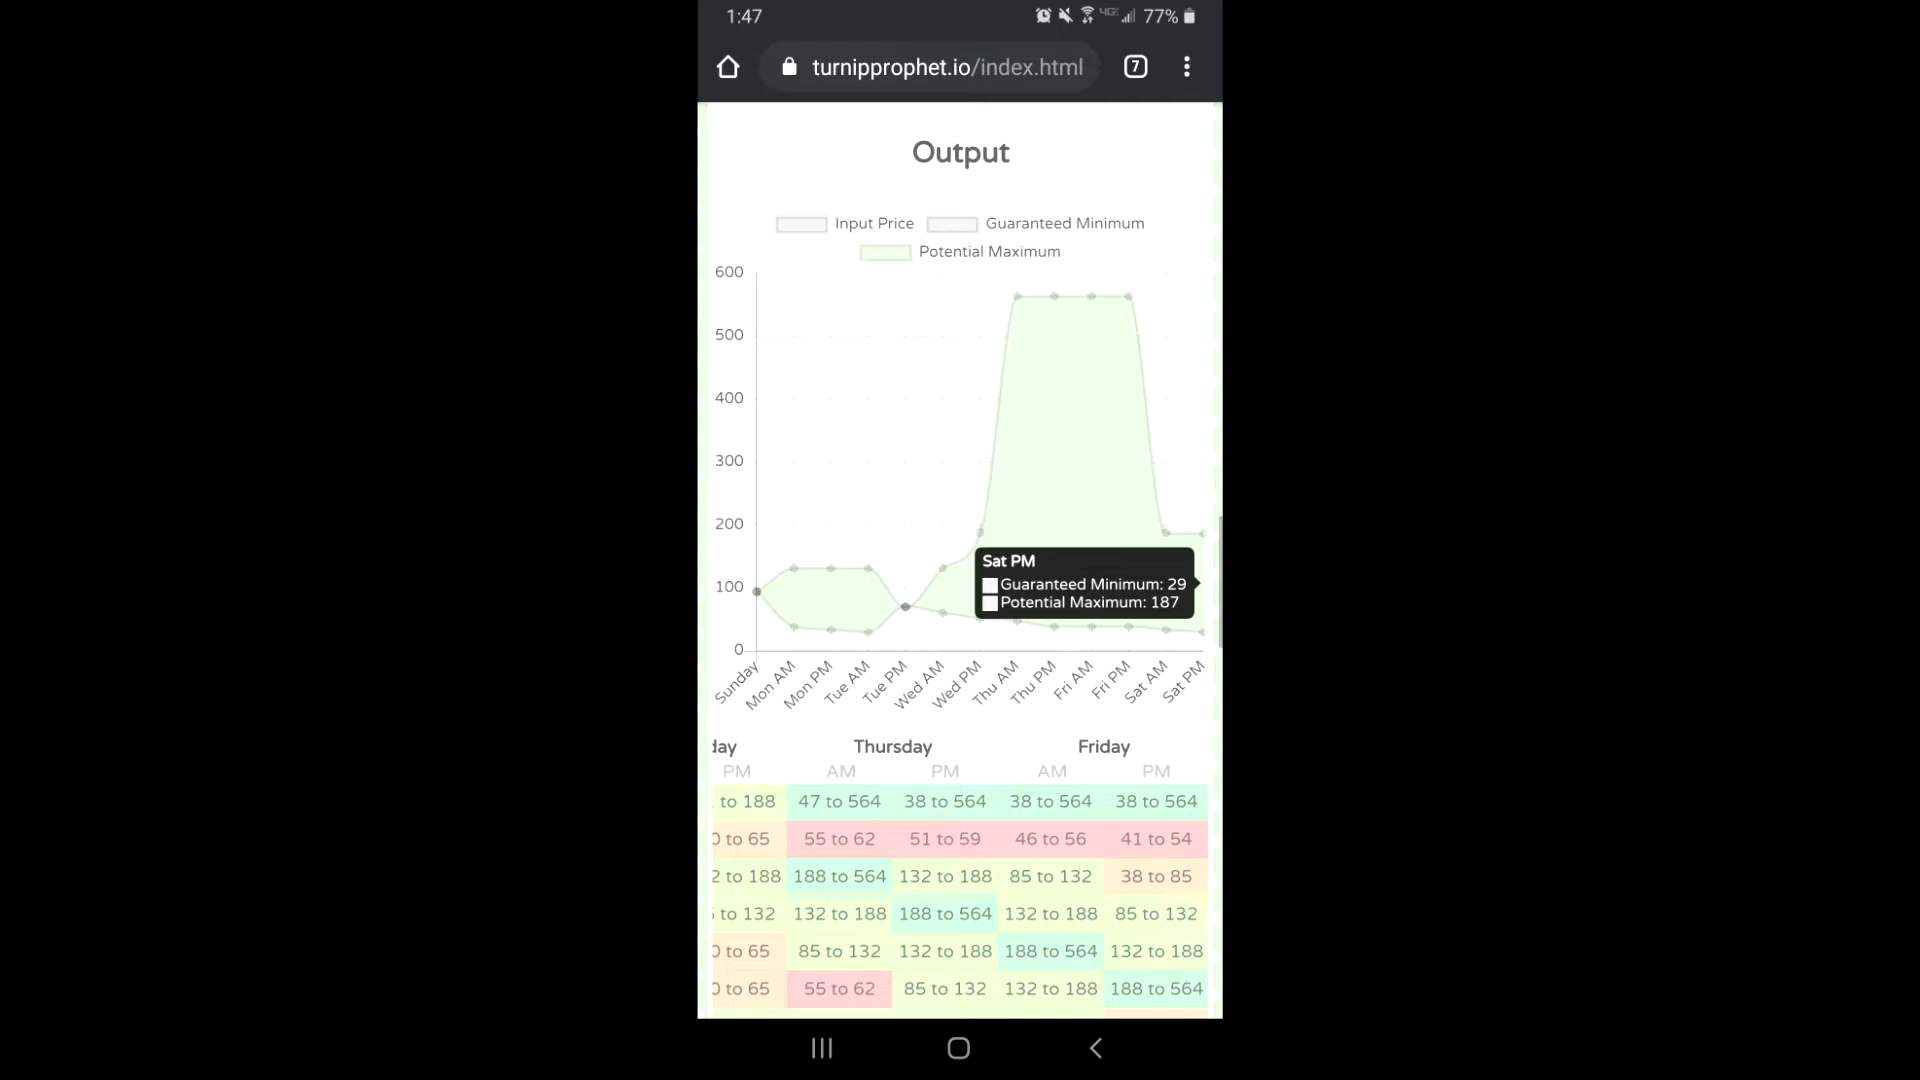 1:47 4GE 77%
turnipprophet.io/index.html 7
Output
Input Price Guaranteed Minimum
Potential Maximum
600
500
400
300
200
100
0
Sat PM
Guaranteed Minimum: 29
Potential Maximum: 187
Sunday Mon AM Mon PM Tue AM Tue PM Wed AM Wed PM Thu AM Thu PM Fri AM Fri PM Sat AM Sat PM
day Thursday Friday
PM AM PM AM PM
to 188 47 to 564 38 to 564 38 to 564 38 to 564
0 to 65 55 to 62 51 to 59 46 to 56 41 to 54
2 to 188 188 to 564 132 to 188 85 to 132 38 to 85
to 132 132 to 188 188 to 564 132 to 188 85 to 132
0 to 65 85 to 132 132 to 188 188 to 564 132 to 188
0 to 65 55 to 62 85 to 132 132 to 188 188 to 564